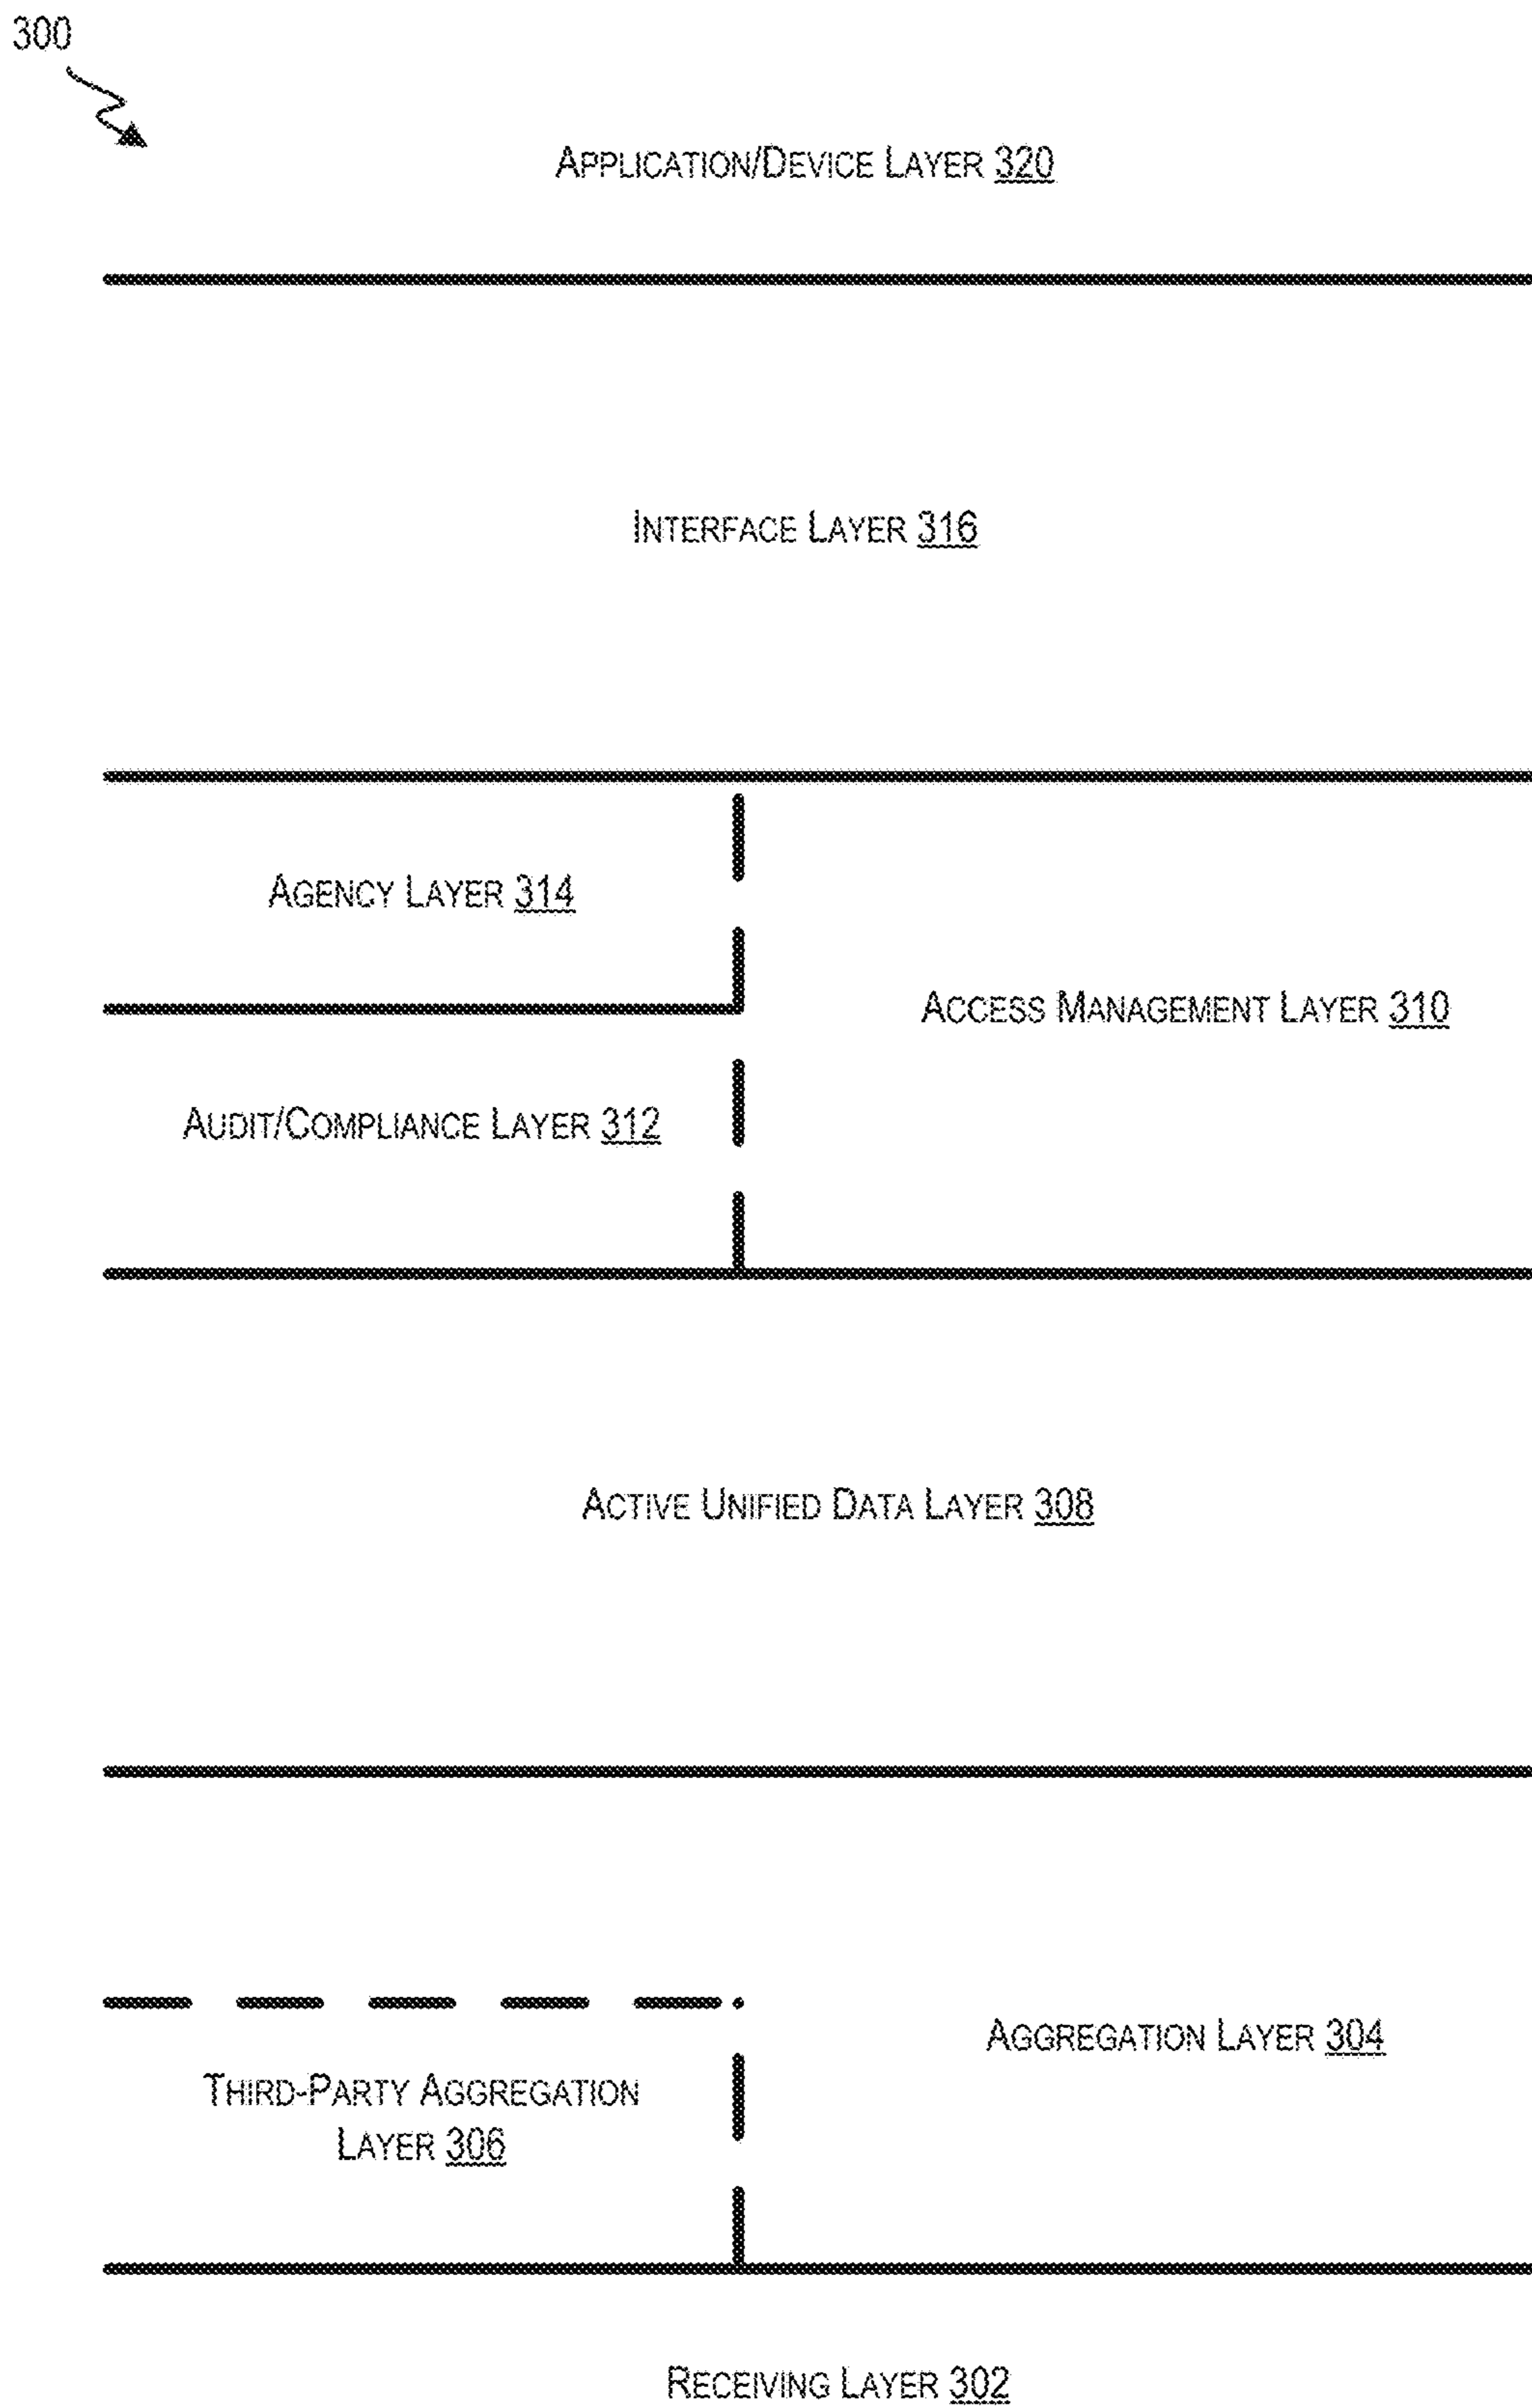 300
APPLICATION/DEVICE LAYER 320
INTERFACE LAYER 316
AGENCY LAYER 314
ACCESS MANAGEMENT LAYER 310
AUDIT/COMPLIANCE LAYER 312
ACTIVE UNIFIED DATA LAYER 308
AGGREGATION LAYER 304
THIRD-PARTY AGGREGATION
LAYER 306
RECEIVING LAYER 302